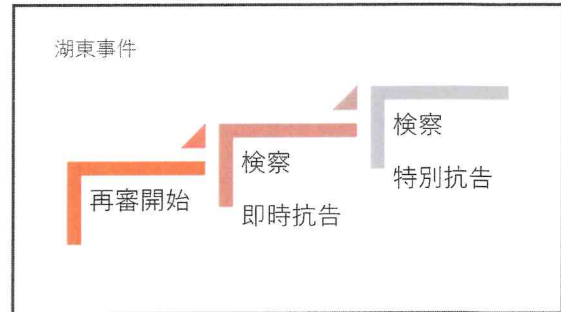 湖東事件
再審開始
検察
即時抗告
検察
特別抗告